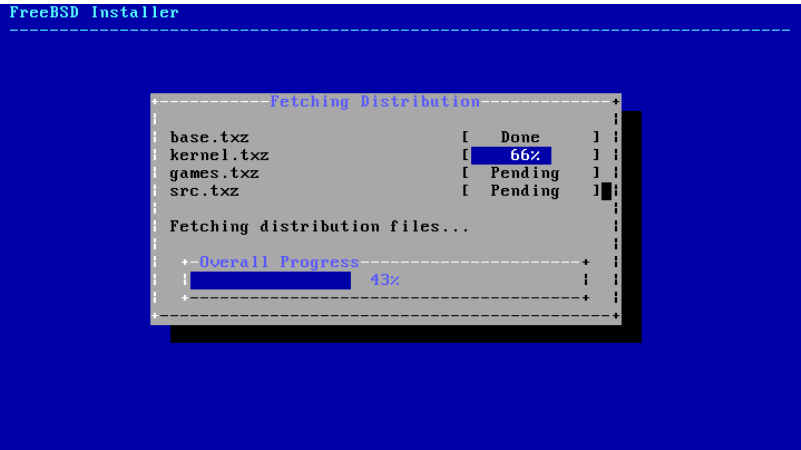 FreeBSD Installer
Fetching Distribution
base.txz [ Done ]
kernel.txz [ 66% ]
games.txz [ Pending ]
src.txz [ Pending ]
Fetching distribution files...
Overall Progress
43%